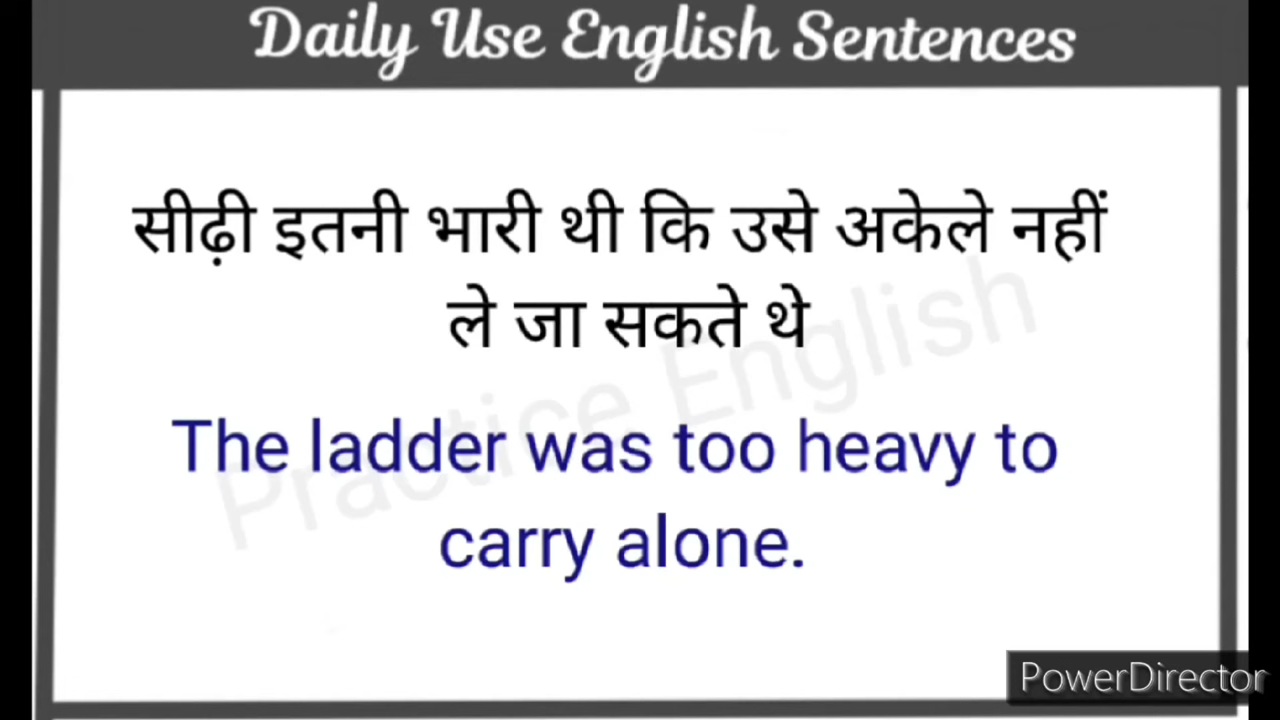 Daily Use English Sentences
सीढ़ी इतनी भारी थी कि उसे अकेले नहीं
ले जा सकते थे
Practice English
The ladder was too heavy to
carry alone.
PowerDirector